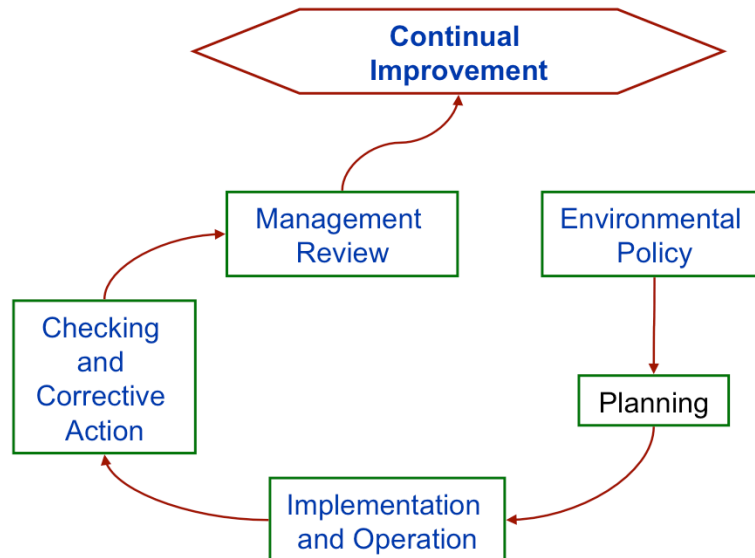 Continual
Improvement
Management
Review
Environmental
Policy
Checking
and
Corrective
Action
Planning
Implementation
and Operation